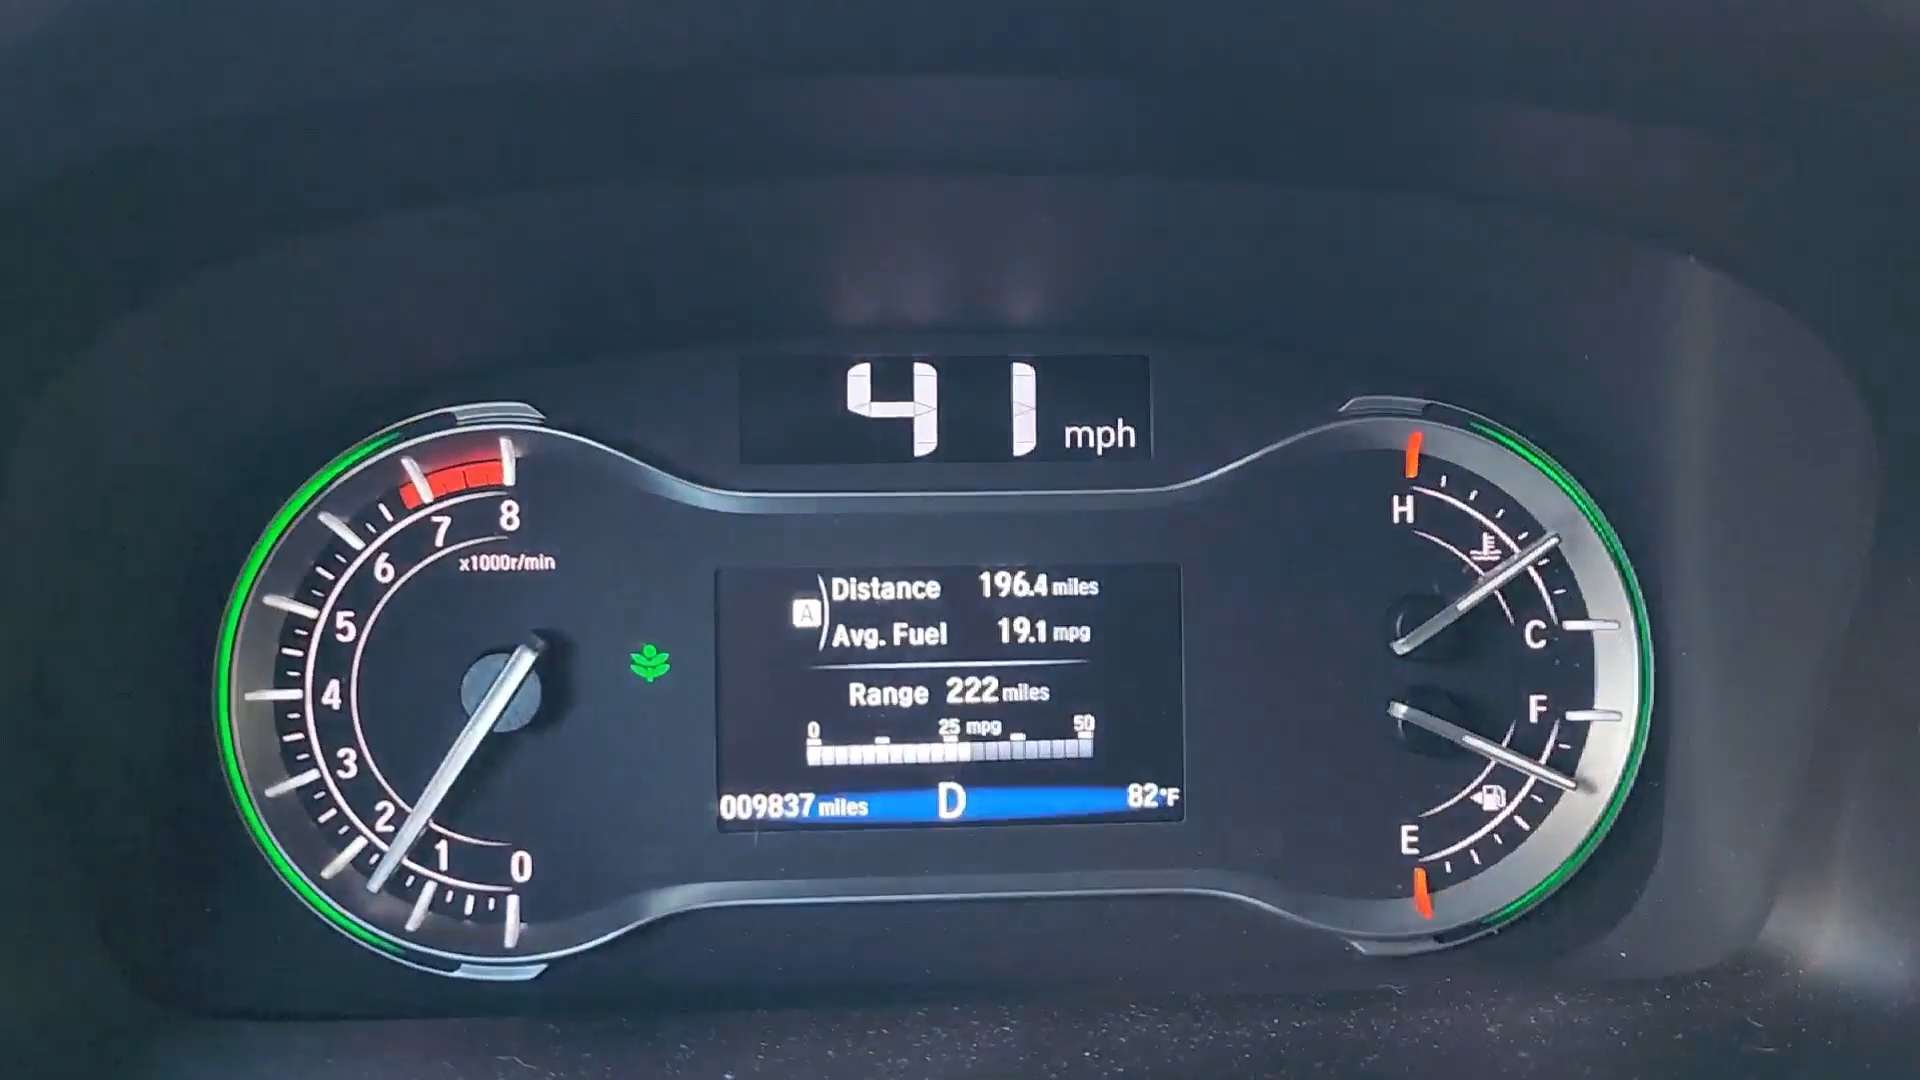 41 mph
8
7
6
5
4
3
2
1
0
x1000r/min
A
Distance 196.4 miles
Avg. Fuel 19.1 mpg
Range 222 miles
0 25 mpg 50
009837 miles D 82°F
H
C
F
E